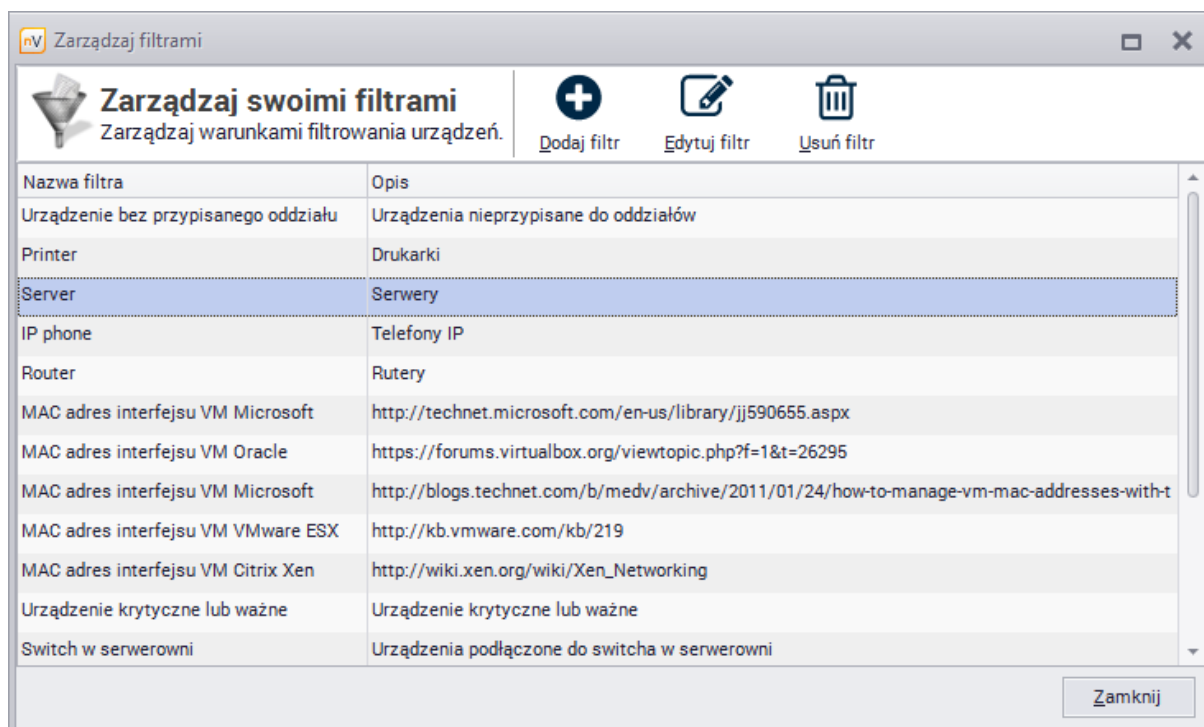 nV Zarządzaj filtrami
Zarządzaj swoimi filtrami
Zarządzaj warunkami filtrowania urządzeń.
Dodaj filtr Edytuj filtr Usuń filtr
Nazwa filtra Opis
Urządzenie bez przypisanego oddziału Urządzenia nieprzypisane do oddziałów
Printer Drukarki
Server Serwery
IP phone Telefony IP
Router Rutery
MAC adres interfejsu VM Microsoft http://technet.microsoft.com/en-us/library/jj590655.aspx
MAC adres interfejsu VM Oracle https://forums.virtualbox.org/viewtopic.php?f=1&t=26295
MAC adres interfejsu VM Microsoft http://blogs.technet.com/b/medv/archive/2011/01/24/how-to-manage-vm-mac-addresses-with-t
MAC adres interfejsu VM VMware ESX http://kb.vmware.com/kb/219
MAC adres interfejsu VM Citrix Xen http://wiki.xen.org/wiki/Xen_Networking
Urządzenie krytyczne lub ważne Urządzenie krytyczne lub ważne
Switch w serwerowni Urządzenia podłączone do switcha w serwerowni
Zamknij